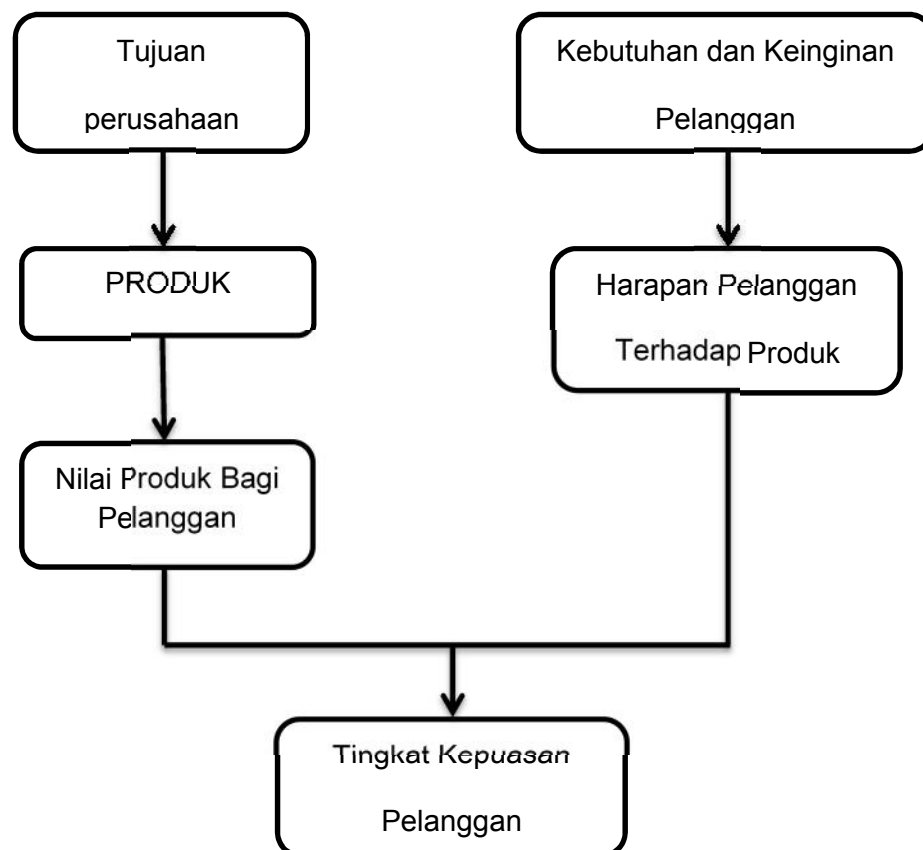 Tujuan
perusahaan
Kebutuhan dan Keinginan
Pelanggan
PRODUK
Harapan Pelanggan
Terhadap Produk
Nilai Produk Bagi
Pelanggan
Tingkat Kepuasan
Pelanggan